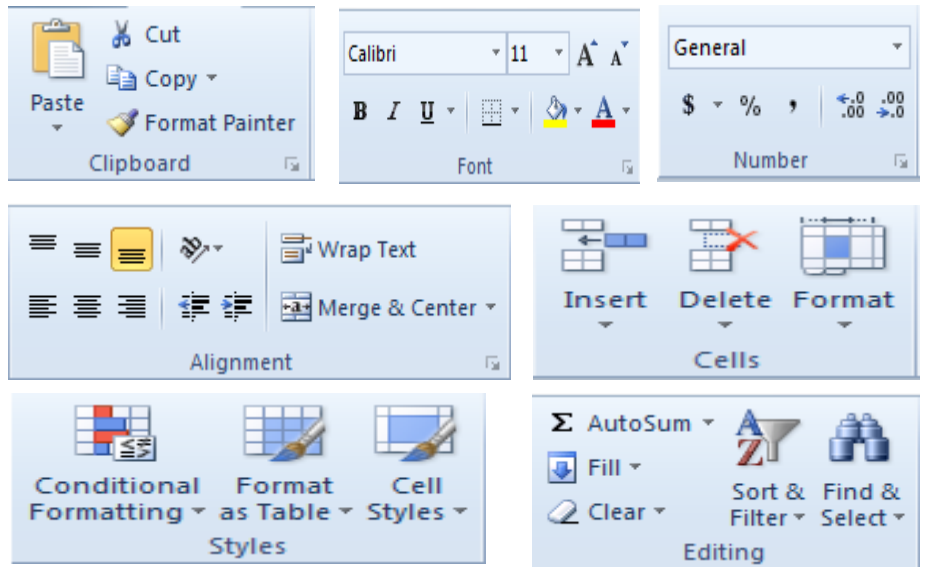 Paste
Cut
Copy
Format Painter
Clipboard
Calibri 11 A A
B I U A
Font
General
$ % , .0 .00 .00 .0
Number
Wrap Text
a Merge & Center
Alignment
Insert Delete Format
Cells
Conditional Formatting
Format as Table
Cell Styles
Styles
Σ AutoSum
Fill
Clear
A Z
Sort & Filter
Find & Select
Editing